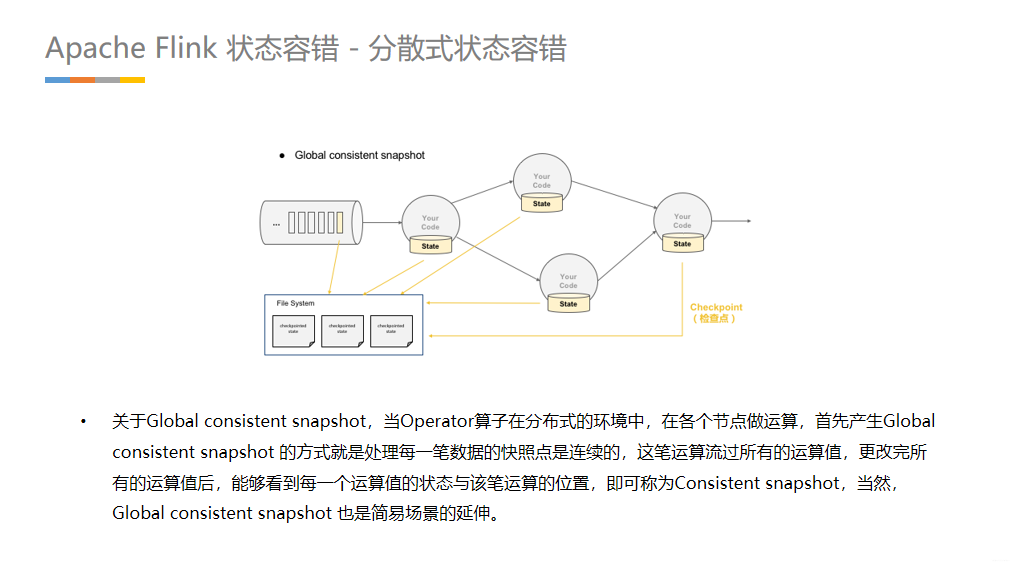 Apache Flink 状态容错 - 分散式状态容错
• Global consistent snapshot
...
Your
Code
State
Your
Code
State
Your
Code
State
Your
Code
State
File System
checkpointed
state
checkpointed
state
checkpointed
state
Checkpoint
（检查点）
• 关于Global consistent snapshot，当Operator算子在分布式的环境中，在各个节点做运算，首先产生Global
consistent snapshot 的方式就是处理每一笔数据的快照点是连续的，这笔运算流过所有的运算值，更改完所
有的运算值后，能够看到每一个运算值的状态与该笔运算的位置，即可称为Consistent snapshot，当然，
Global consistent snapshot 也是简易场景的延伸。